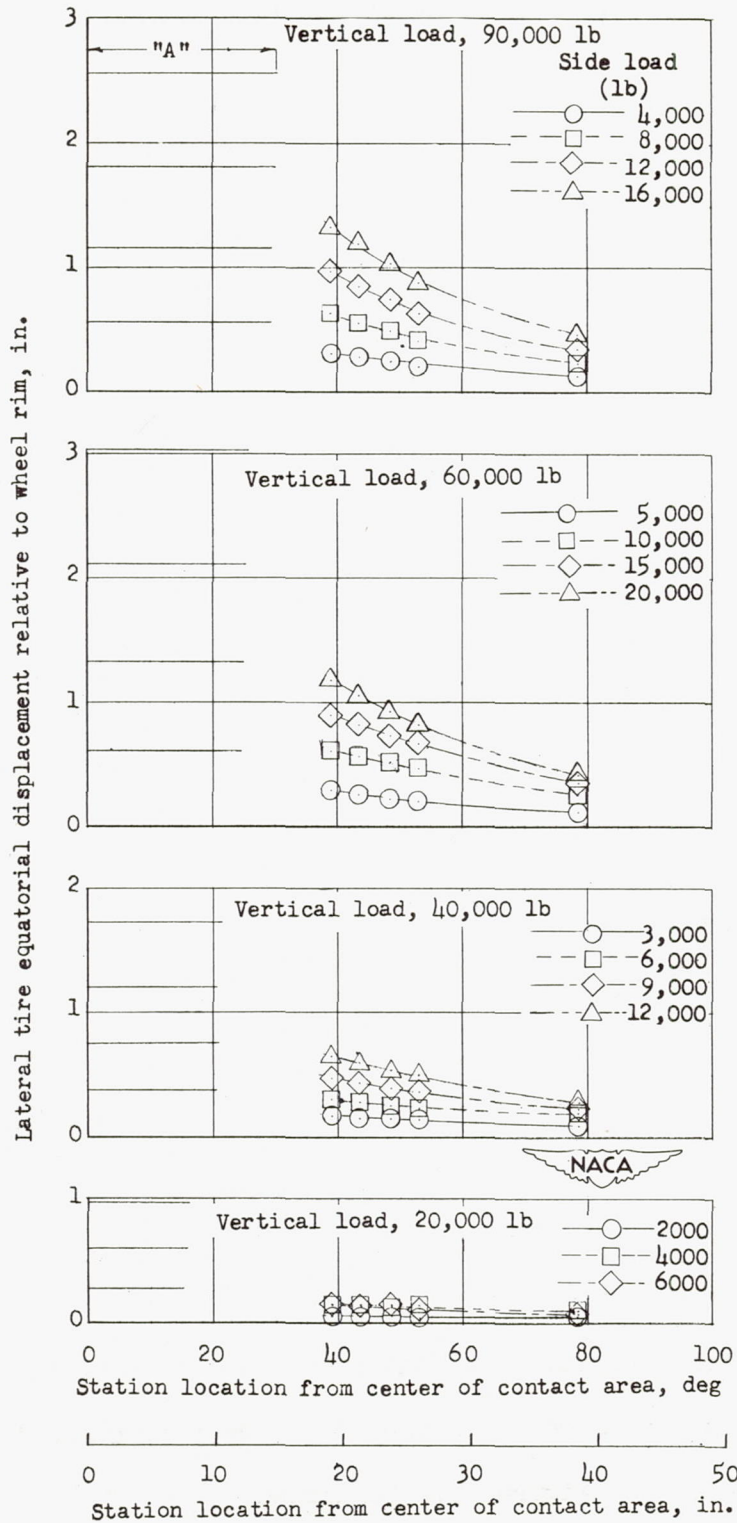 Lateral tire equatorial displacement relative to wheel rim, in.
3
"A"
Vertical load, 90,000 lb
Side load
(lb)
4,000
8,000
12,000
16,000
2
1
0
3
Vertical load, 60,000 lb
5,000
10,000
15,000
20,000
2
1
0
2
Vertical load, 40,000 lb
3,000
6,000
9,000
12,000
1
0
NACA
1
Vertical load, 20,000 lb
2000
4000
6000
0
0 20 40 60 80 100
Station location from center of contact area, deg
0 10 20 30 40 50
Station location from center of contact area, in.